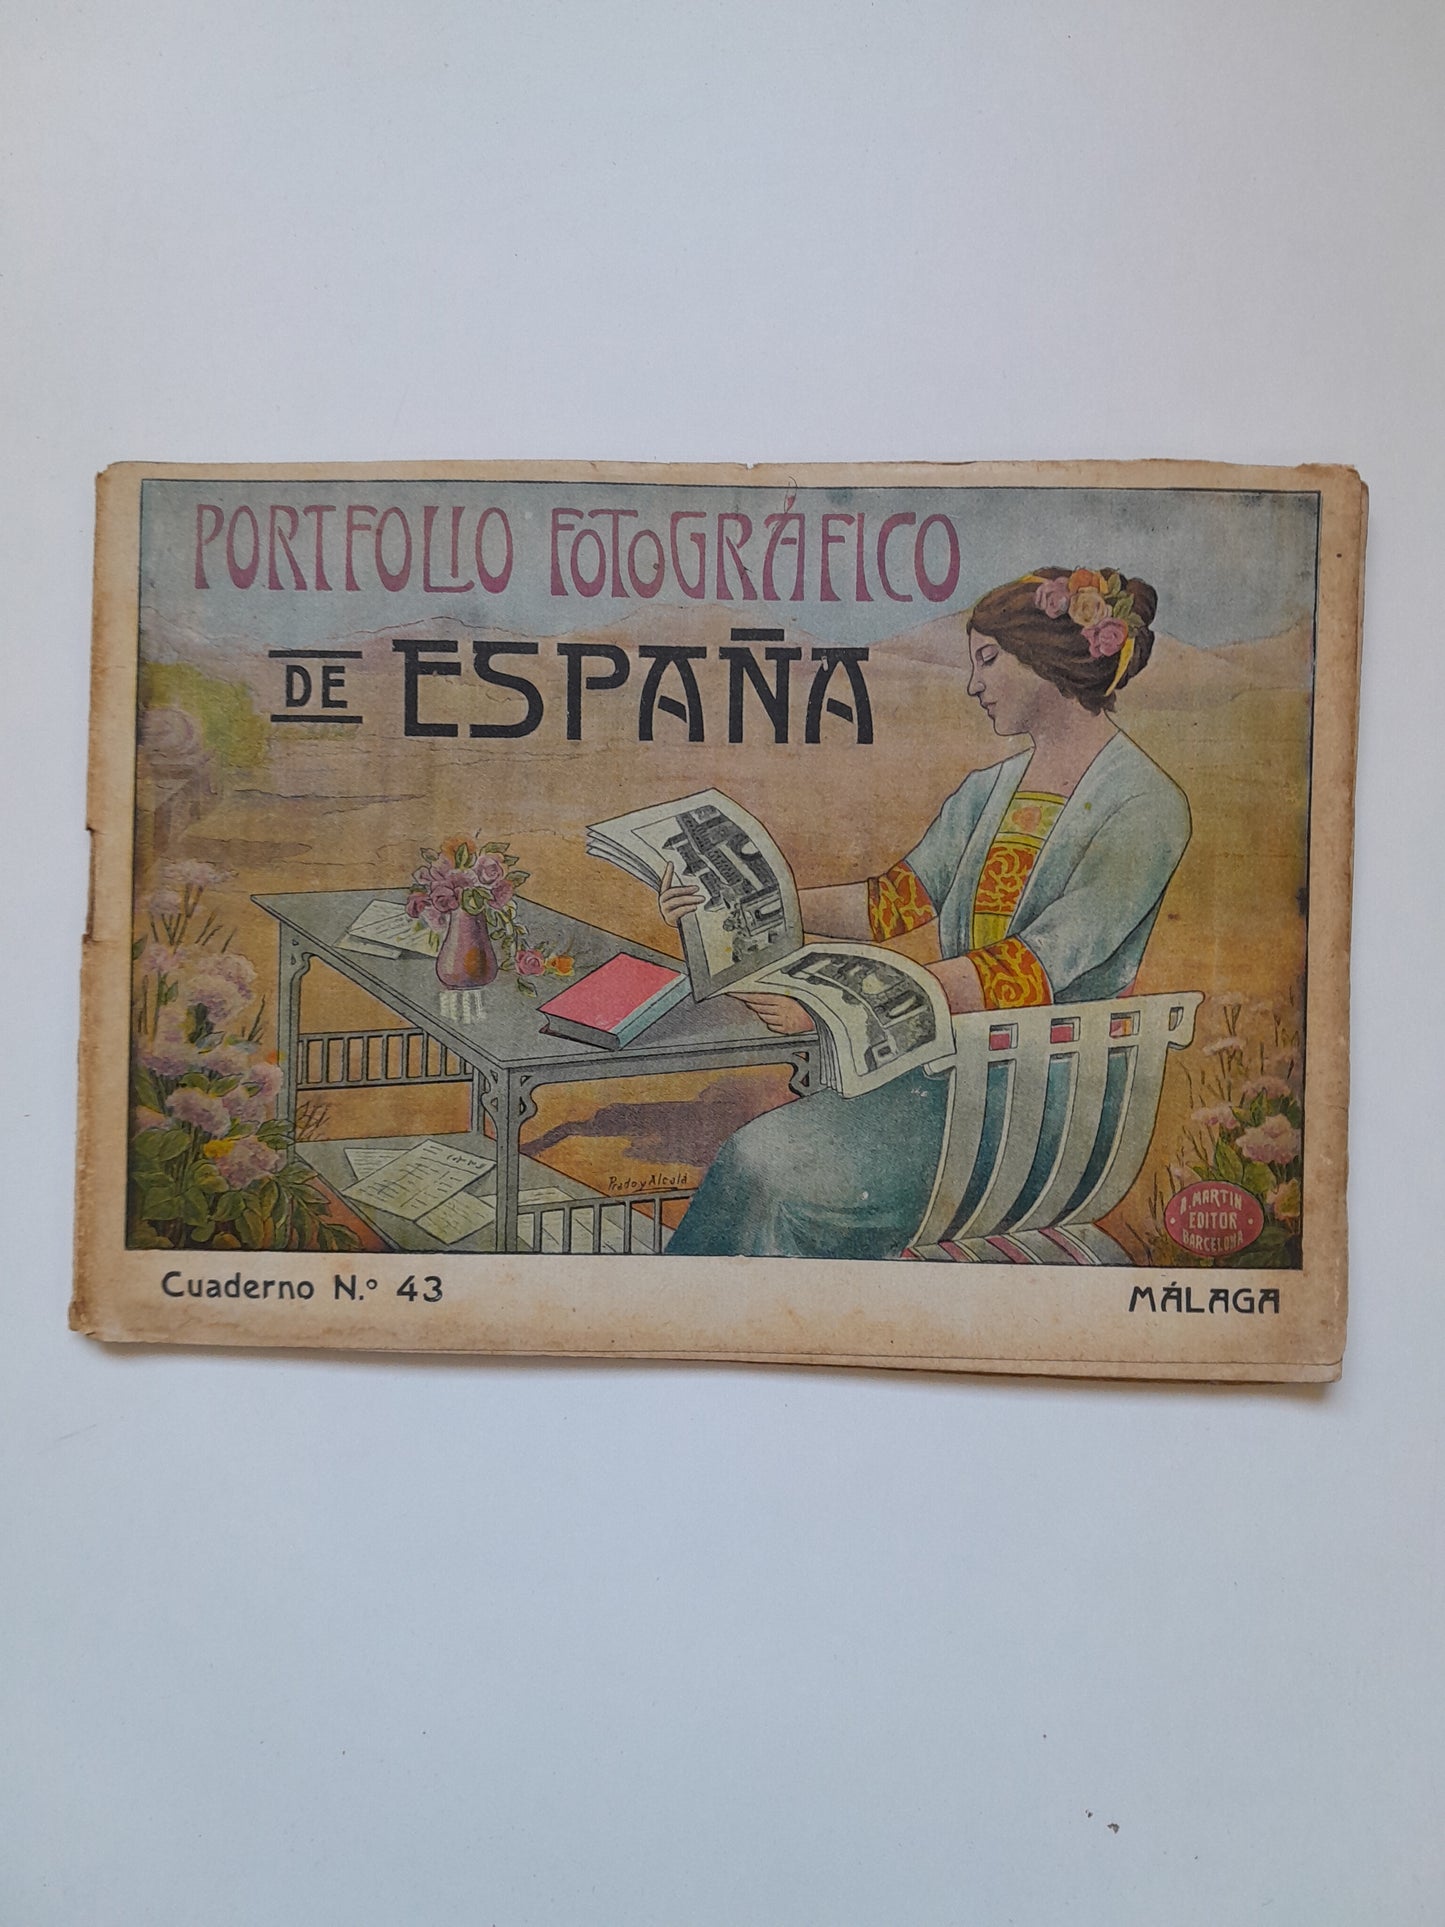 PORTFOLIO FOTOGRÁFICO
DE ESPAÑA
Prado y Alcalá
A. MARTIN
EDITOR
BARCELONA
Cuaderno N.º 43
MÁLAGA